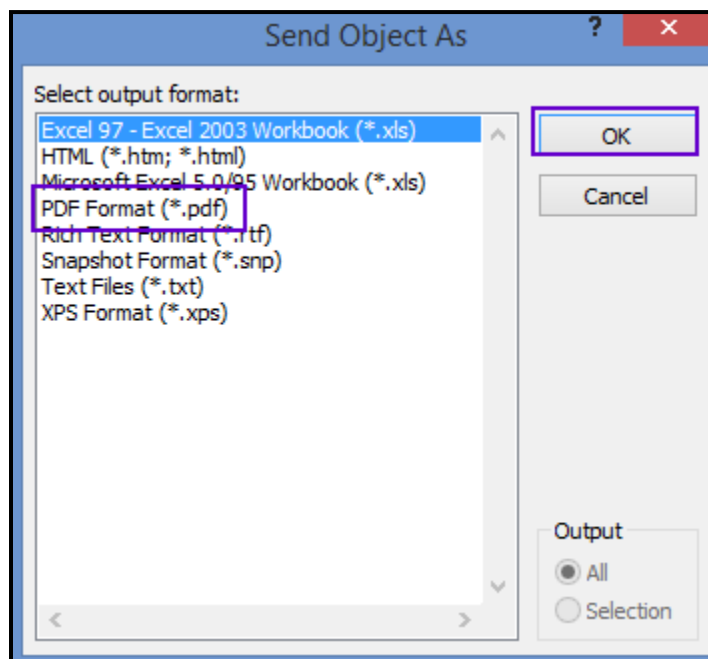 Send Object As
?
Select output format:
Excel 97 - Excel 2003 Workbook (*.xls)
HTML (*.htm; *.html)
Microsoft Excel 5.0/95 Workbook (*.xls)
PDF Format (*.pdf)
Rich Text Format (*.rtf)
Snapshot Format (*.snp)
Text Files (*.txt)
XPS Format (*.xps)
OK
Cancel
Output
All
Selection